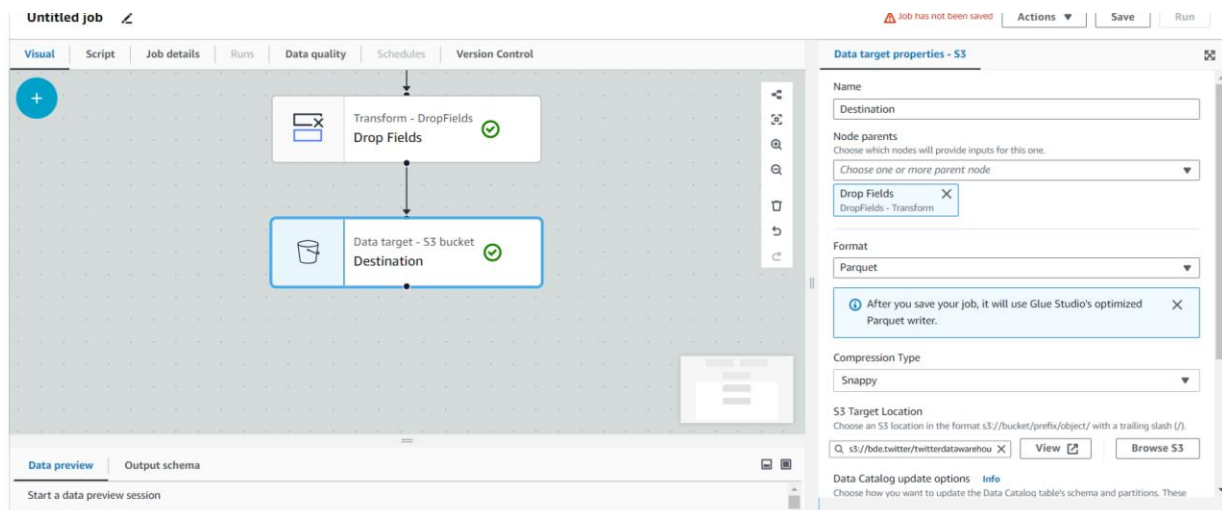 Untitled job
Job has not been saved
Actions
Save
Run
Visual
Script
Job details
Runs
Data quality
Schedules
Version Control
Transform - DropFields
Drop Fields
Data target - S3 bucket
Destination
Data preview
Output schema
Start a data preview session
Data target properties - S3
Name
Destination
Node parents
Choose which nodes will provide inputs for this one.
Choose one or more parent node
Drop Fields
DropFields - Transform
Format
Parquet
After you save your job, it will use Glue Studio's optimized
Parquet writer.
Compression Type
Snappy
S3 Target Location
Choose an S3 location in the format s3://bucket/prefix/object/ with a trailing slash (/).
s3://bde.twitter/twitterdatawarehou
View
Browse S3
Data Catalog update options Info
Choose how you want to update the Data Catalog table's schema and partitions. These